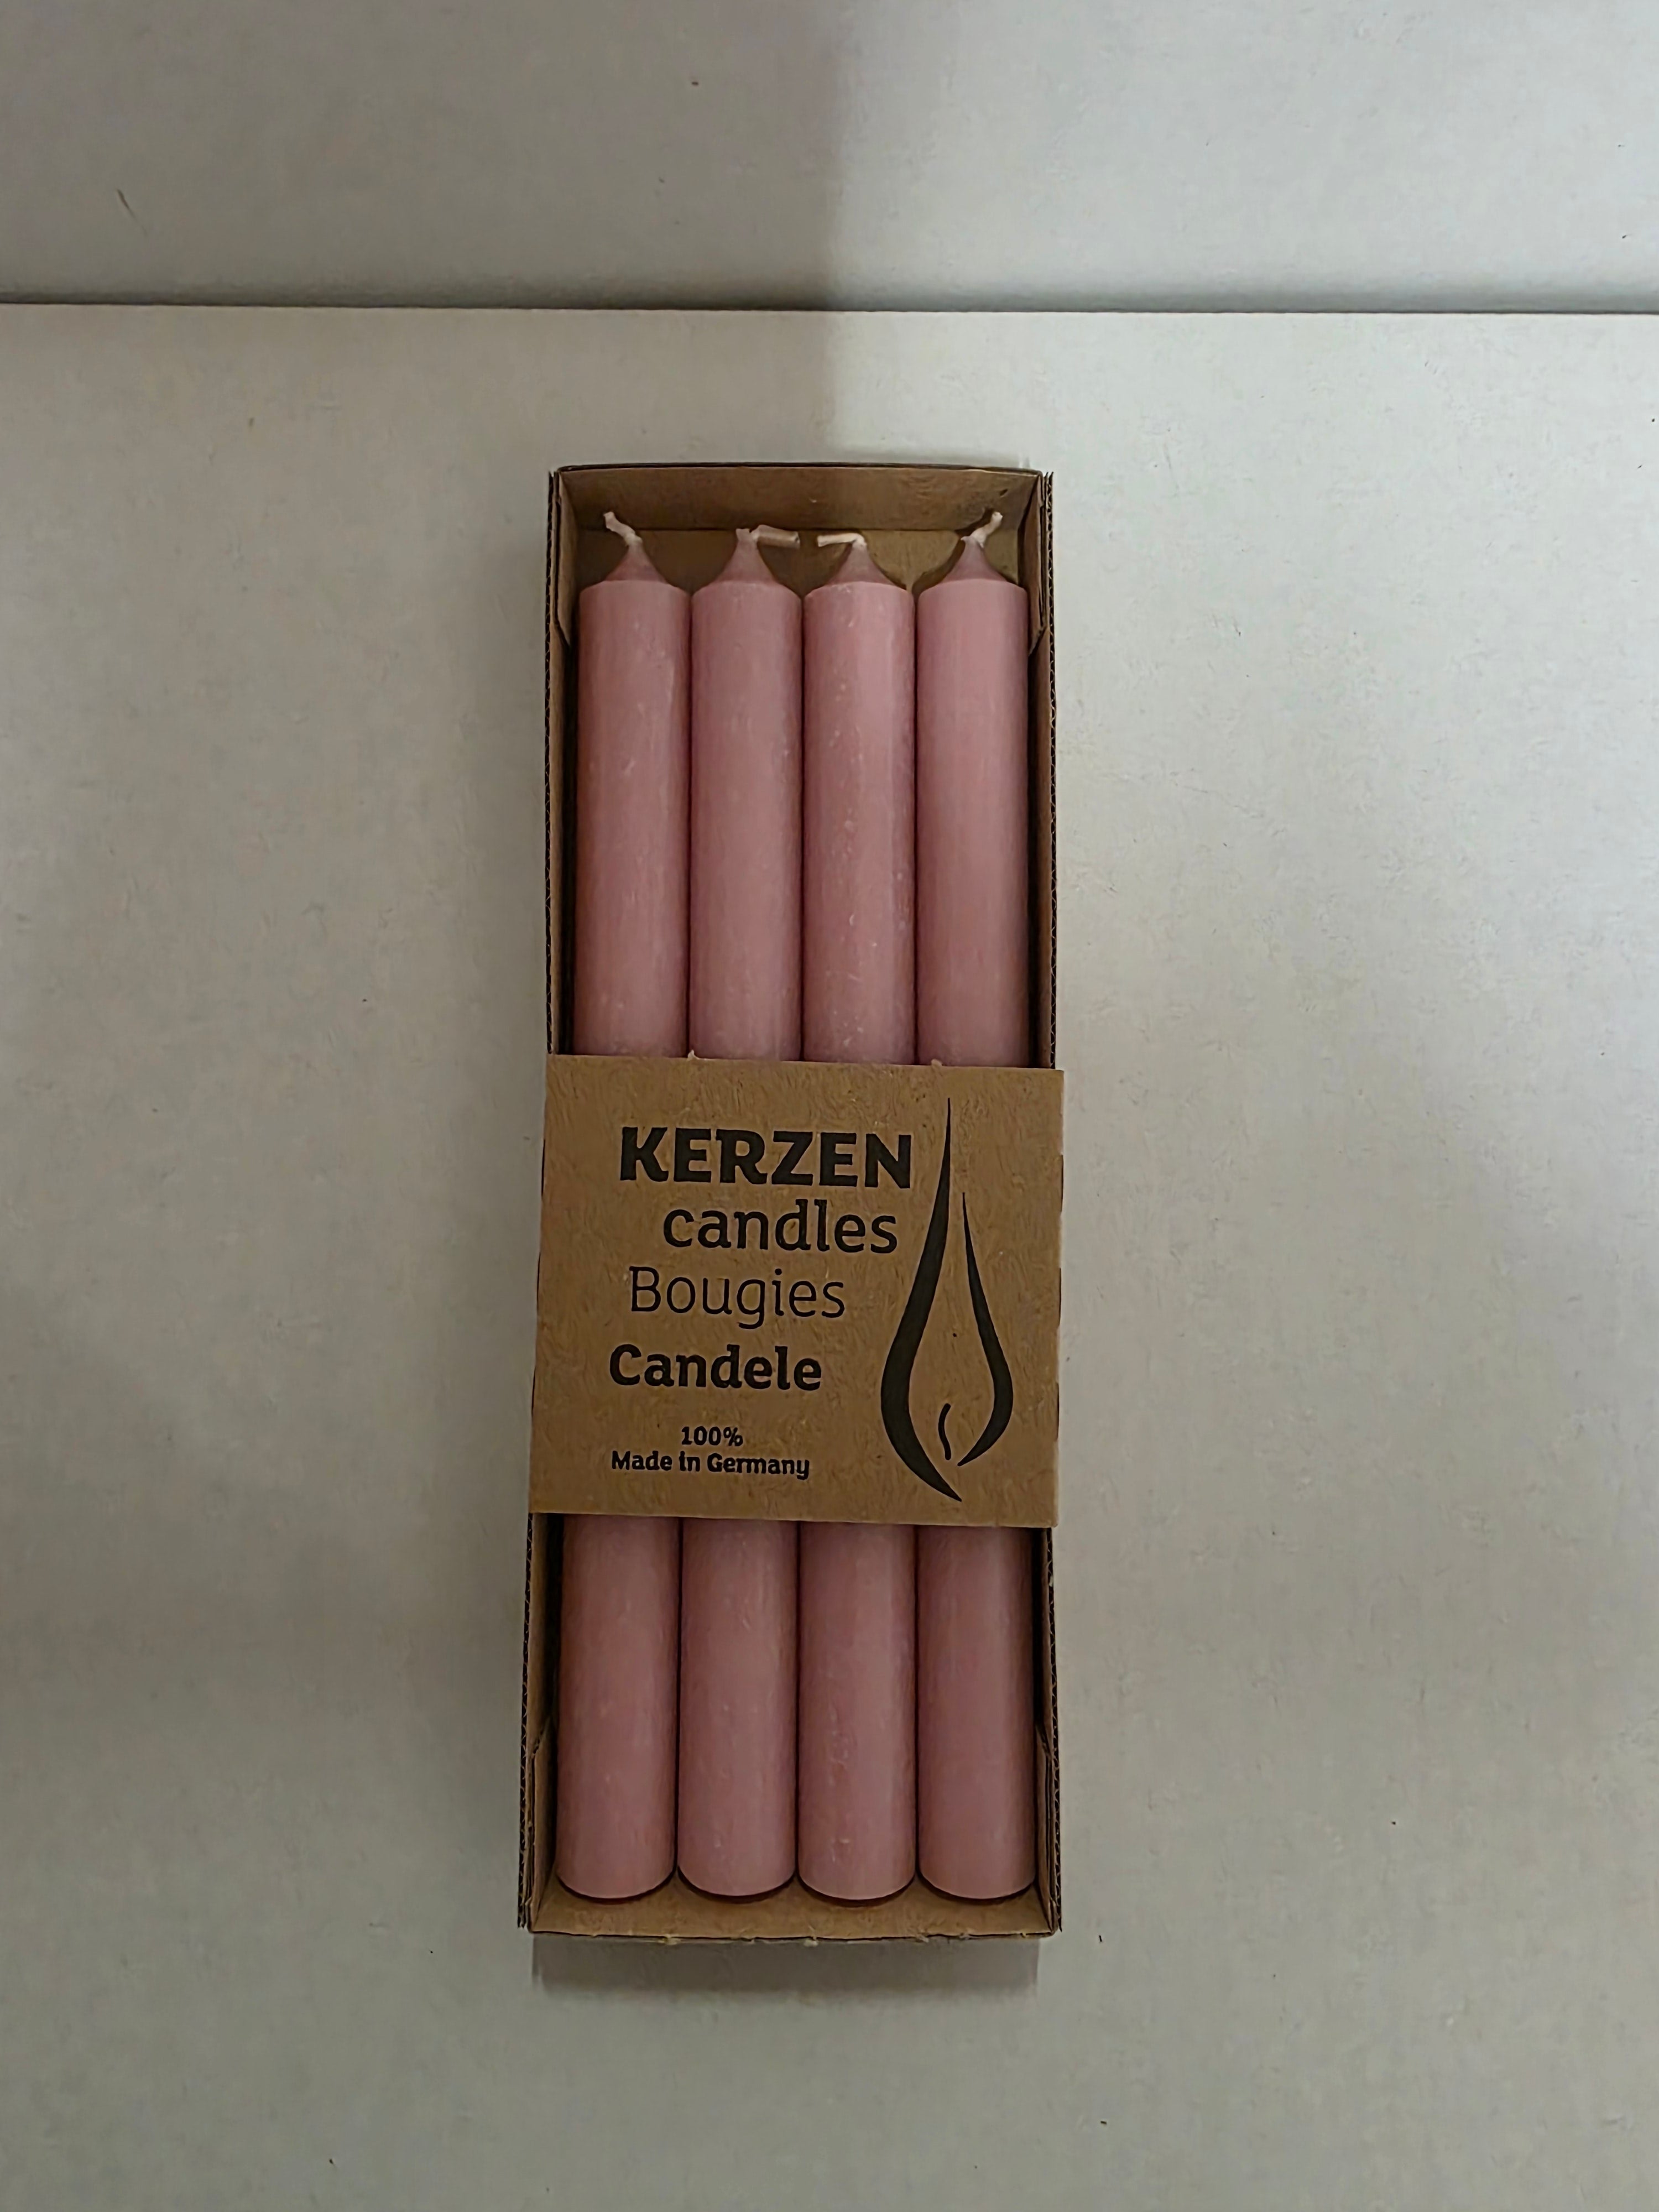 KERZEN
candles
Bougies
Candele
100%
Made in Germany